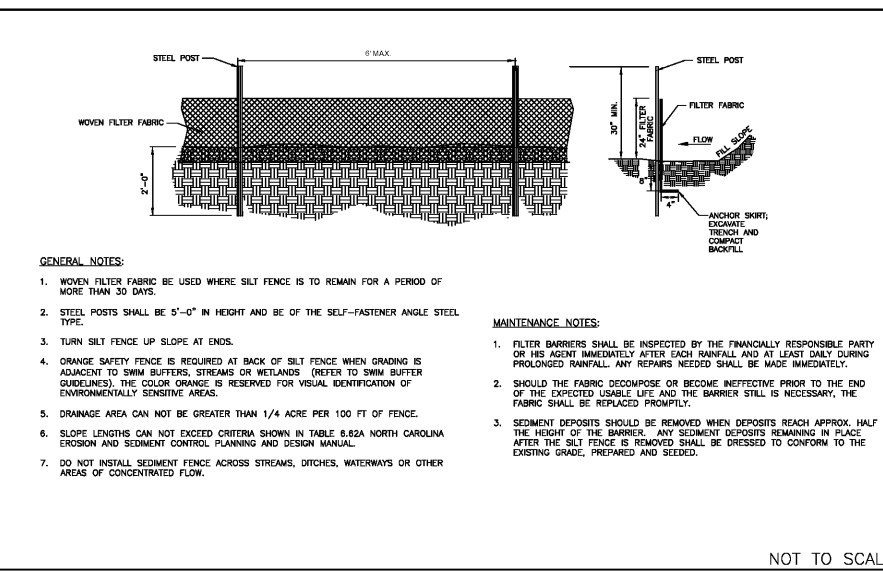 STEEL POST
6' MAX.
WOVEN FILTER FABRIC
2'-0"
STEEL POST
30" MIN.
24" FILTER
FABRIC
FILTER FABRIC
FLOW
FILL SLOPE
8"
4"
ANCHOR SKIRT;
EXCAVATE
TRENCH AND
COMPACT
BACKFILL
GENERAL NOTES:
1. WOVEN FILTER FABRIC BE USED WHERE SILT FENCE IS TO REMAIN FOR A PERIOD OF
MORE THAN 30 DAYS.
2. STEEL POSTS SHALL BE 5'-0" IN HEIGHT AND BE OF THE SELF-FASTENER ANGLE STEEL
TYPE.
3. TURN SILT FENCE UP SLOPE AT ENDS.
4. ORANGE SAFETY FENCE IS REQUIRED AT BACK OF SILT FENCE WHEN GRADING IS
ADJACENT TO SWIM BUFFERS, STREAMS OR WETLANDS (REFER TO SWIM BUFFER
GUIDELINES). THE COLOR ORANGE IS RESERVED FOR VISUAL IDENTIFICATION OF
ENVIRONMENTALLY SENSITIVE AREAS.
5. DRAINAGE AREA CAN NOT BE GREATER THAN 1/4 ACRE PER 100 FT OF FENCE.
6. SLOPE LENGTHS CAN NOT EXCEED CRITERIA SHOWN IN TABLE 6.62A NORTH CAROLINA
EROSION AND SEDIMENT CONTROL PLANNING AND DESIGN MANUAL.
7. DO NOT INSTALL SEDIMENT FENCE ACROSS STREAMS, DITCHES, WATERWAYS OR OTHER
AREAS OF CONCENTRATED FLOW.
MAINTENANCE NOTES:
1. FILTER BARRIERS SHALL BE INSPECTED BY THE FINANCIALLY RESPONSIBLE PARTY
OR HIS AGENT IMMEDIATELY AFTER EACH RAINFALL AND AT LEAST DAILY DURING
PROLONGED RAINFALL. ANY REPAIRS NEEDED SHALL BE MADE IMMEDIATELY.
2. SHOULD THE FABRIC DECOMPOSE OR BECOME INEFFECTIVE PRIOR TO THE END
OF THE EXPECTED USABLE LIFE AND THE BARRIER STILL IS NECESSARY, THE
FABRIC SHALL BE REPLACED PROMPTLY.
3. SEDIMENT DEPOSITS SHOULD BE REMOVED WHEN DEPOSITS REACH APPROX. HALF
THE HEIGHT OF THE BARRIER. ANY SEDIMENT DEPOSITS REMAINING IN PLACE
AFTER THE SILT FENCE IS REMOVED SHALL BE DRESSED TO CONFORM TO THE
EXISTING GRADE, PREPARED AND SEEDED.
NOT TO SCAL